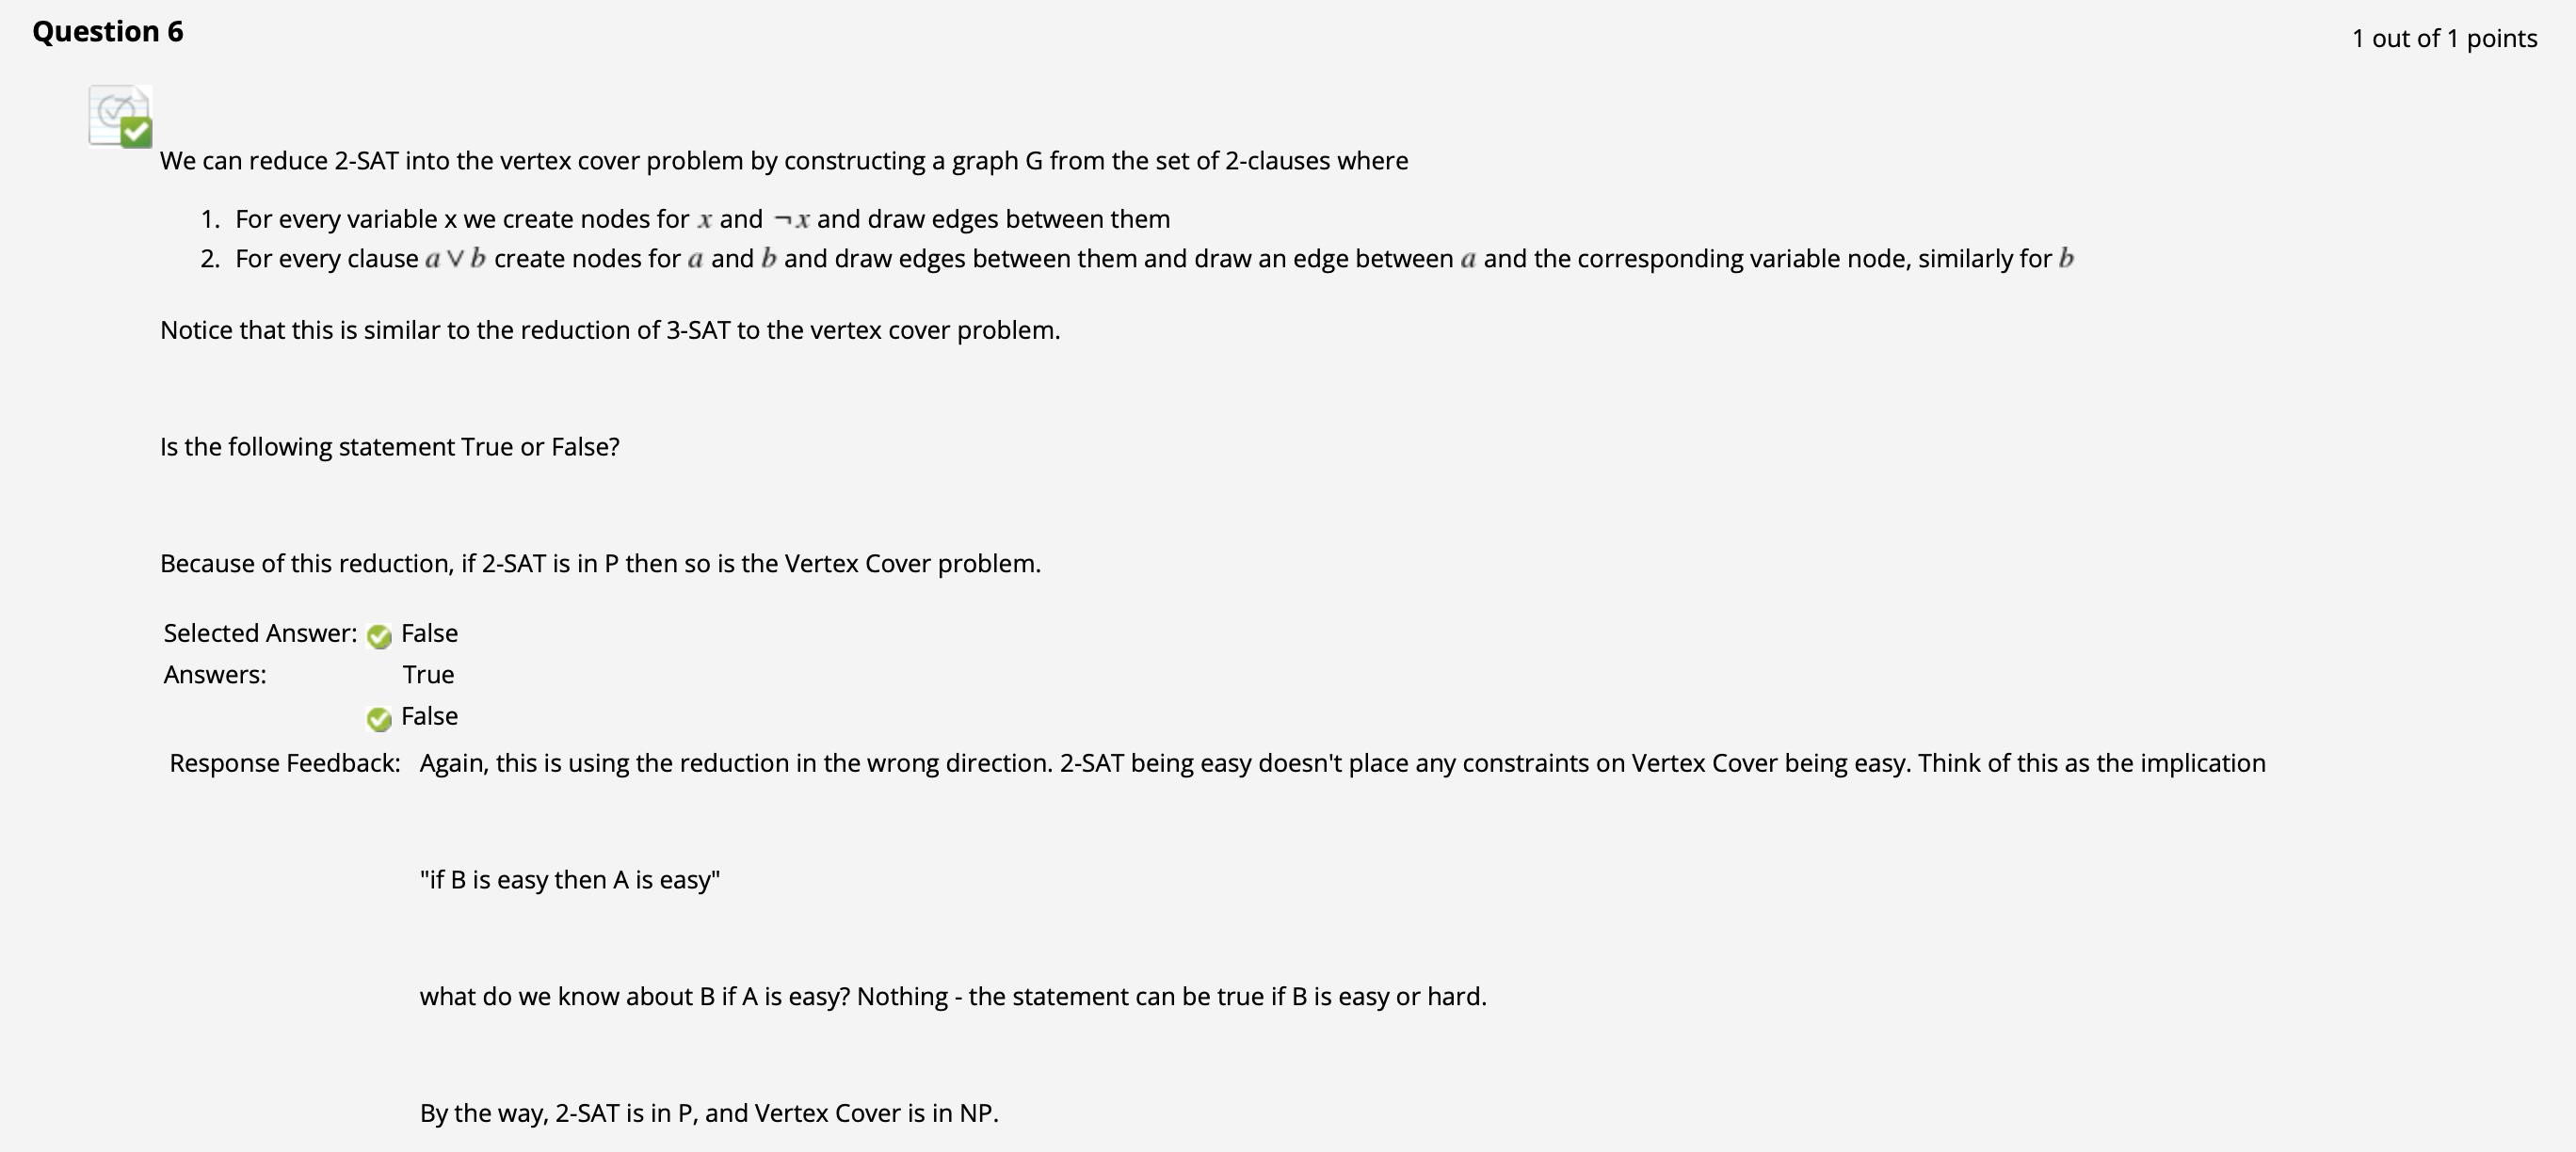 Question 6
1 out of 1 points
We can reduce 2-SAT into the vertex cover problem by constructing a graph G from the set of 2-clauses where
1. For every variable x we create nodes for x and ¬x and draw edges between them
2. For every clause a ∨ b create nodes for a and b and draw edges between them and draw an edge between a and the corresponding variable node, similarly for b
Notice that this is similar to the reduction of 3-SAT to the vertex cover problem.
Is the following statement True or False?
Because of this reduction, if 2-SAT is in P then so is the Vertex Cover problem.
Selected Answer: False
Answers: True
False
Response Feedback: Again, this is using the reduction in the wrong direction. 2-SAT being easy doesn't place any constraints on Vertex Cover being easy. Think of this as the implication
"if B is easy then A is easy"
what do we know about B if A is easy? Nothing - the statement can be true if B is easy or hard.
By the way, 2-SAT is in P, and Vertex Cover is in NP.